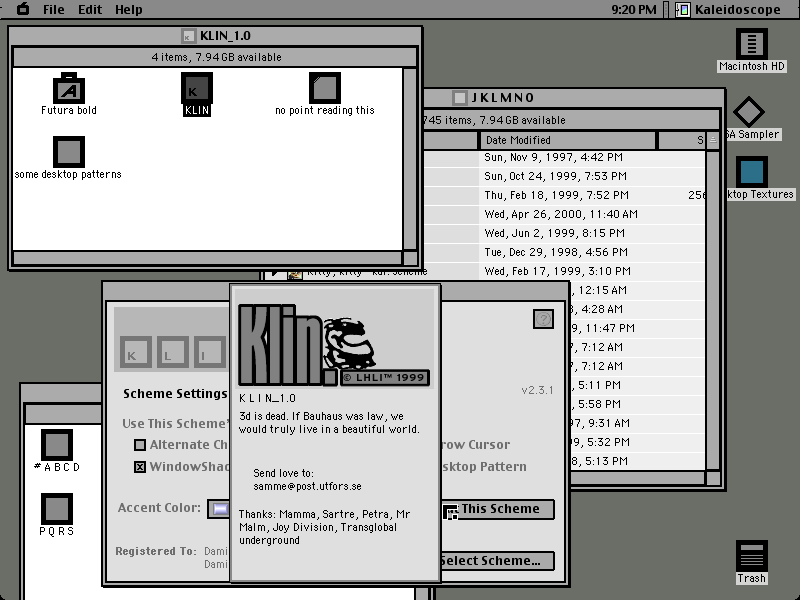 File Edit Help
9:20 PM
Kaleidoscope
KLIN_1.0
4 items, 7.94 GB available
A
Futura bold
K
KLIN
no point reading this
some desktop patterns
Macintosh HD
SA Sampler
ktop Textures
Trash
JKLMNO
745 items, 7.94 GB available
Date Modified
S
Sun, Nov 9, 1997, 4:42 PM
Sun, Oct 24, 1999, 7:53 PM
Thu, Feb 18, 1999, 7:52 PM
256
Wed, Apr 26, 2000, 11:40 AM
Wed, Jun 2, 1999, 8:15 PM
Tue, Dec 29, 1998, 4:56 PM
Wed, Feb 17, 1999, 3:10 PM
, 12:15 AM
, 4:28 AM
, 11:47 PM
, 7:12 AM
, 7:12 AM
, 5:11 PM
, 5:58 PM
97, 9:31 AM
9, 5:32 PM
8, 5:13 PM
#ABCD
PQRS
K L I
Scheme Settings
Use This Scheme'
Alternate Ch
WindowShad
row Cursor
sktop Pattern
Accent Color:
This Scheme
Registered To: Dami
Dami
Select Scheme...
?
v2.3.1
Klin.
© LHLI™ 1999
KLIN_1.0
3d is dead. If Bauhaus was law, we
would truly live in a beautiful world.
Send love to:
samme@post.utfors.se
Thanks: Mamma, Sartre, Petra, Mr
Malm, Joy Division, Transglobal
underground